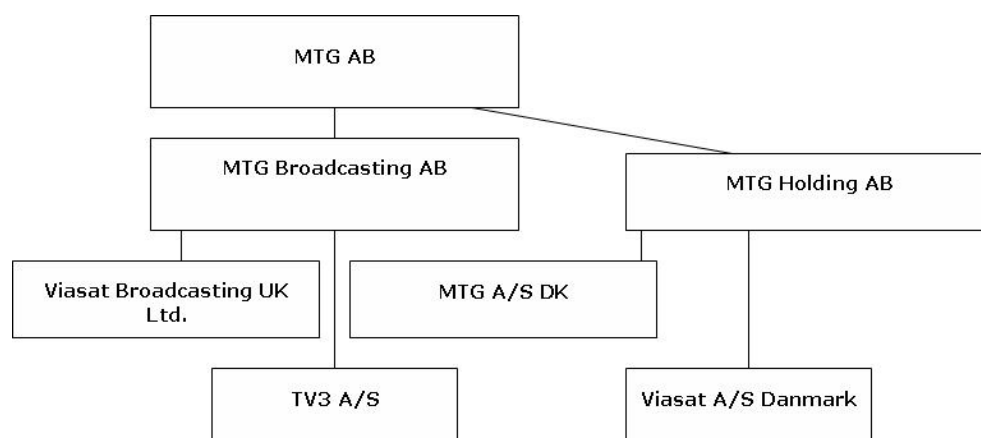 MTG AB
MTG Broadcasting AB
MTG Holding AB
Viasat Broadcasting UK
Ltd.
MTG A/S DK
TV3 A/S
Viasat A/S Danmark